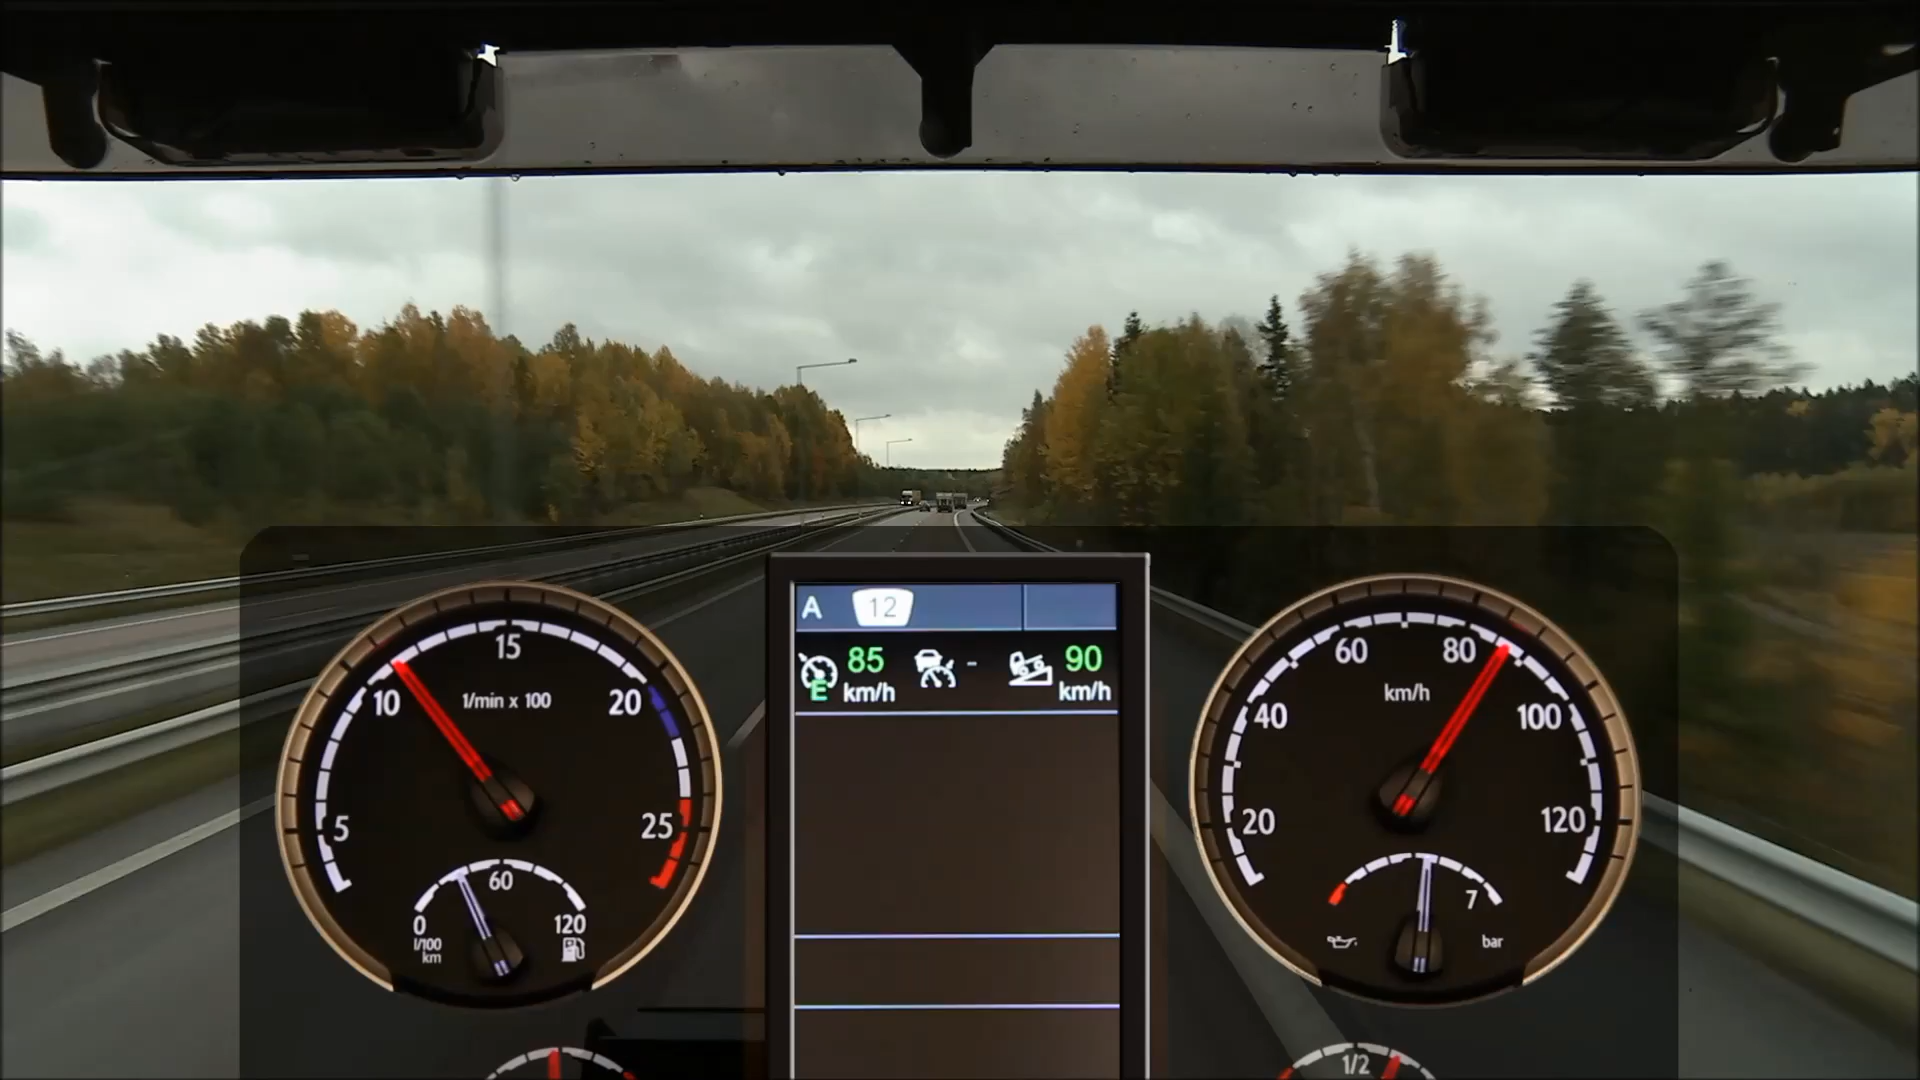 A 12
85 km/h
E
-
90 km/h
5 10 15 20 25
1/min x 100
0 60 120
l/100 km
20 40 60 80 100 120
km/h
7
bar
1/2